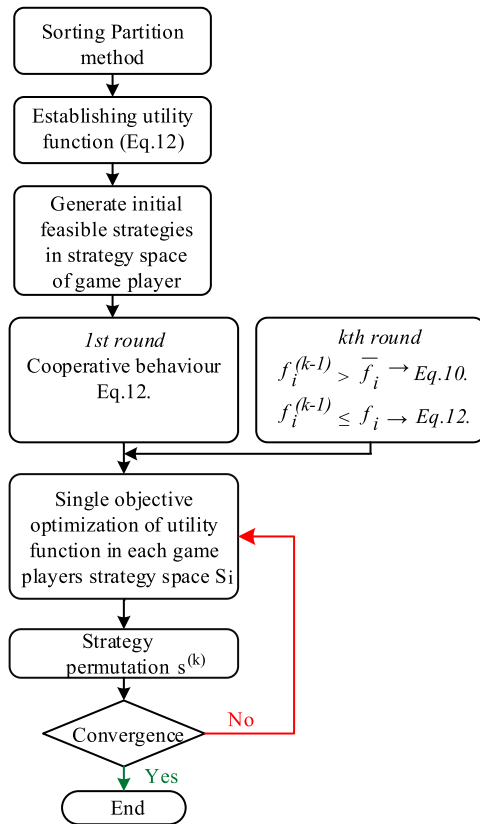 Sorting Partition
method
Establishing utility
function (Eq.12)
Generate initial
feasible strategies
in strategy space
of game player
1st round
Cooperative behaviour
Eq.12.
kth round
f_i^{(k-1)} > \overline{f_i} → Eq.10.
f_i^{(k-1)} ≤ f_i → Eq.12.
Single objective
optimization of utility
function in each game
players strategy space Si
Strategy
permutation s^{(k)}
Convergence
No
Yes
End